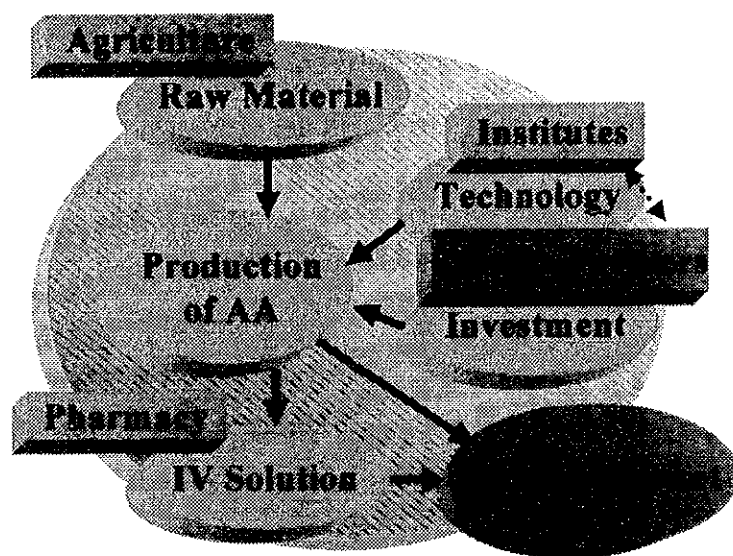 Agriculture
Raw Material
Institutes
Technology
Production
of AA
Investment
Pharmacy
IV Solution